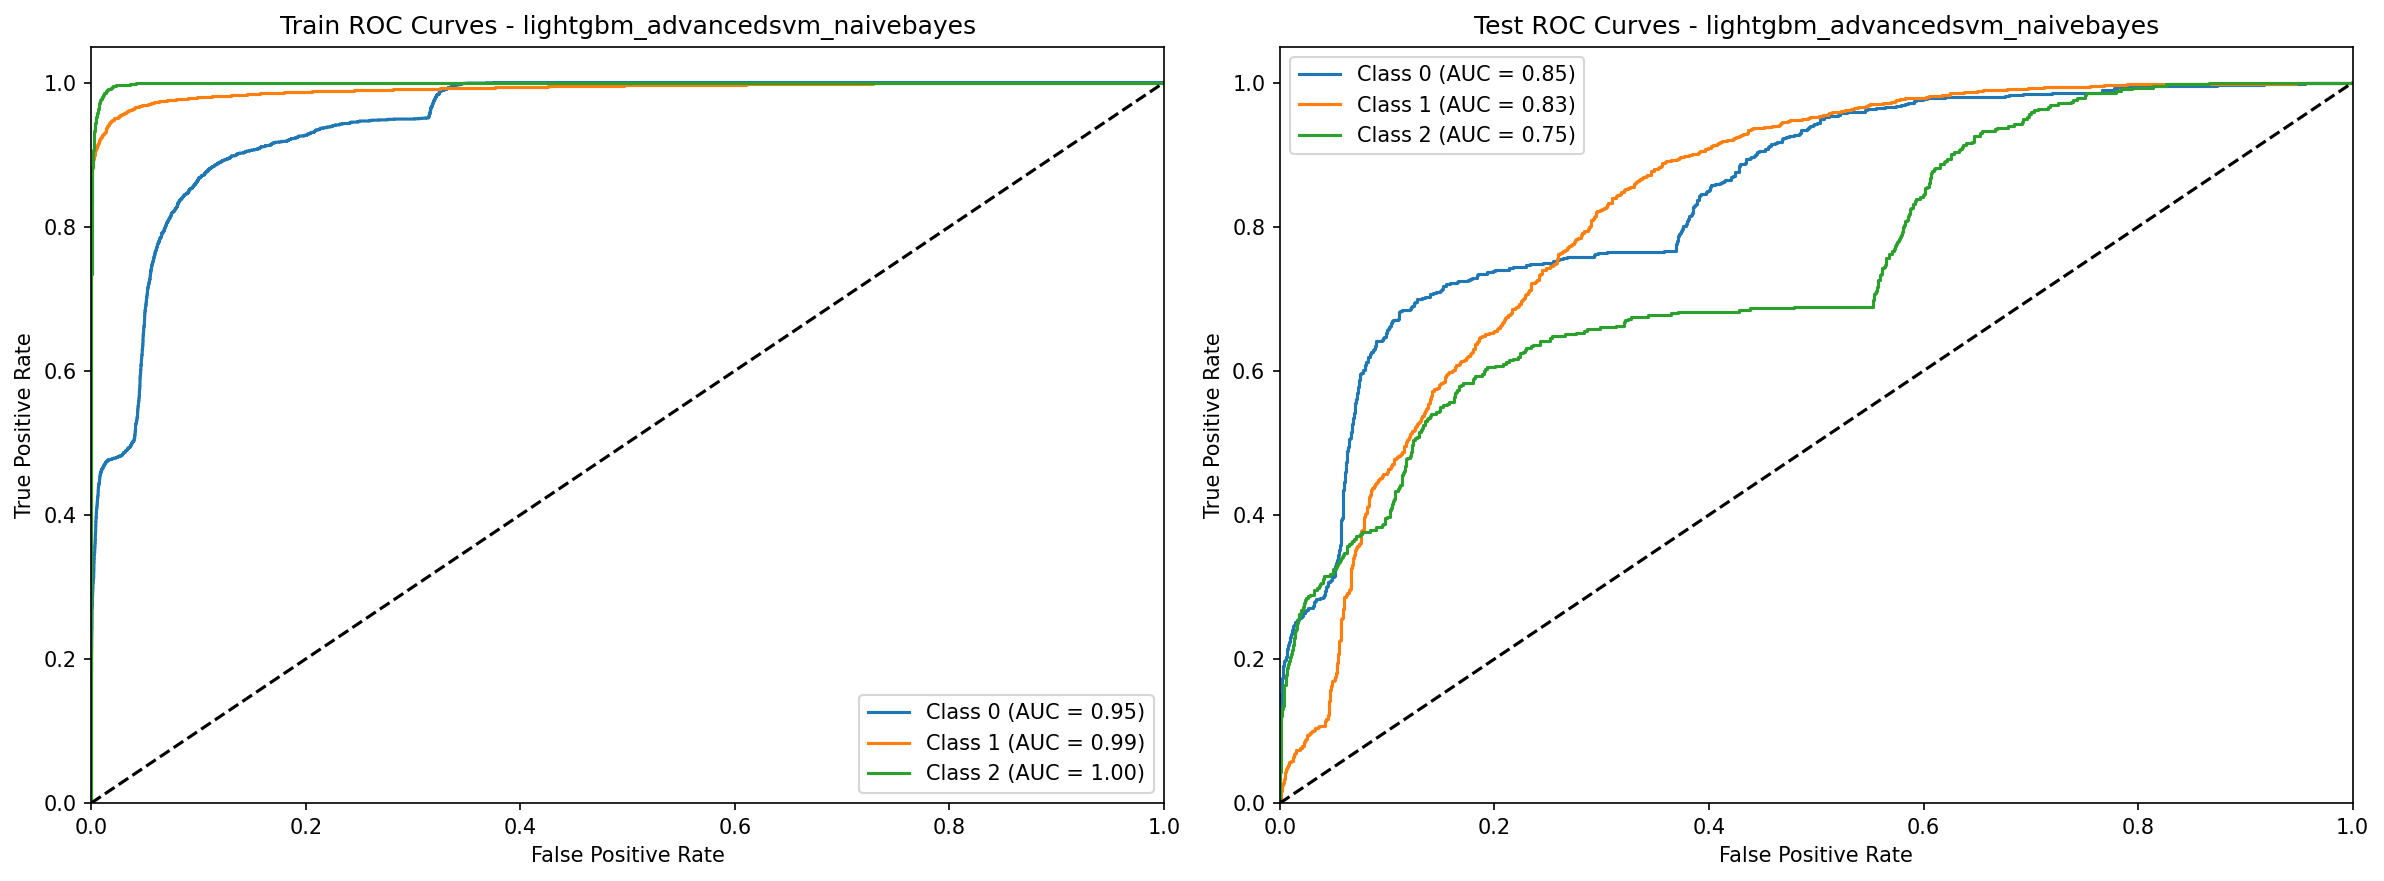 Train ROC Curves - lightgbm_advancedsvm_naivebayes
True Positive Rate
1.0
0.8
0.6
0.4
0.2
0.0
0.0 0.2 0.4 0.6 0.8 1.0
False Positive Rate
Class 0 (AUC = 0.95)
Class 1 (AUC = 0.99)
Class 2 (AUC = 1.00)
Test ROC Curves - lightgbm_advancedsvm_naivebayes
Class 0 (AUC = 0.85)
Class 1 (AUC = 0.83)
Class 2 (AUC = 0.75)
True Positive Rate
1.0
0.8
0.6
0.4
0.2
0.0
0.0 0.2 0.4 0.6 0.8 1.0
False Positive Rate